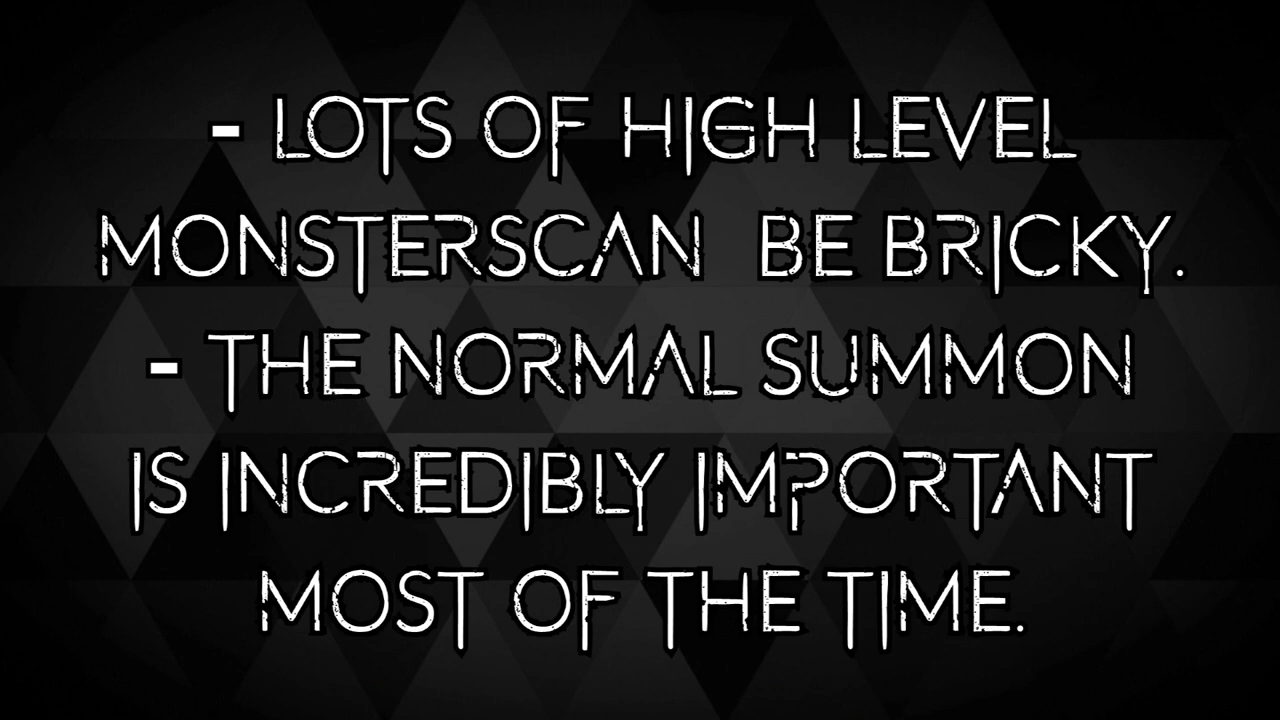 - LOTS OF HIGH LEVEL
MONSTERSCAN BE BRICKY.
- THE NORMAL SUMMON
IS INCREDIBLY IMPORTANT
MOST OF THE TIME.